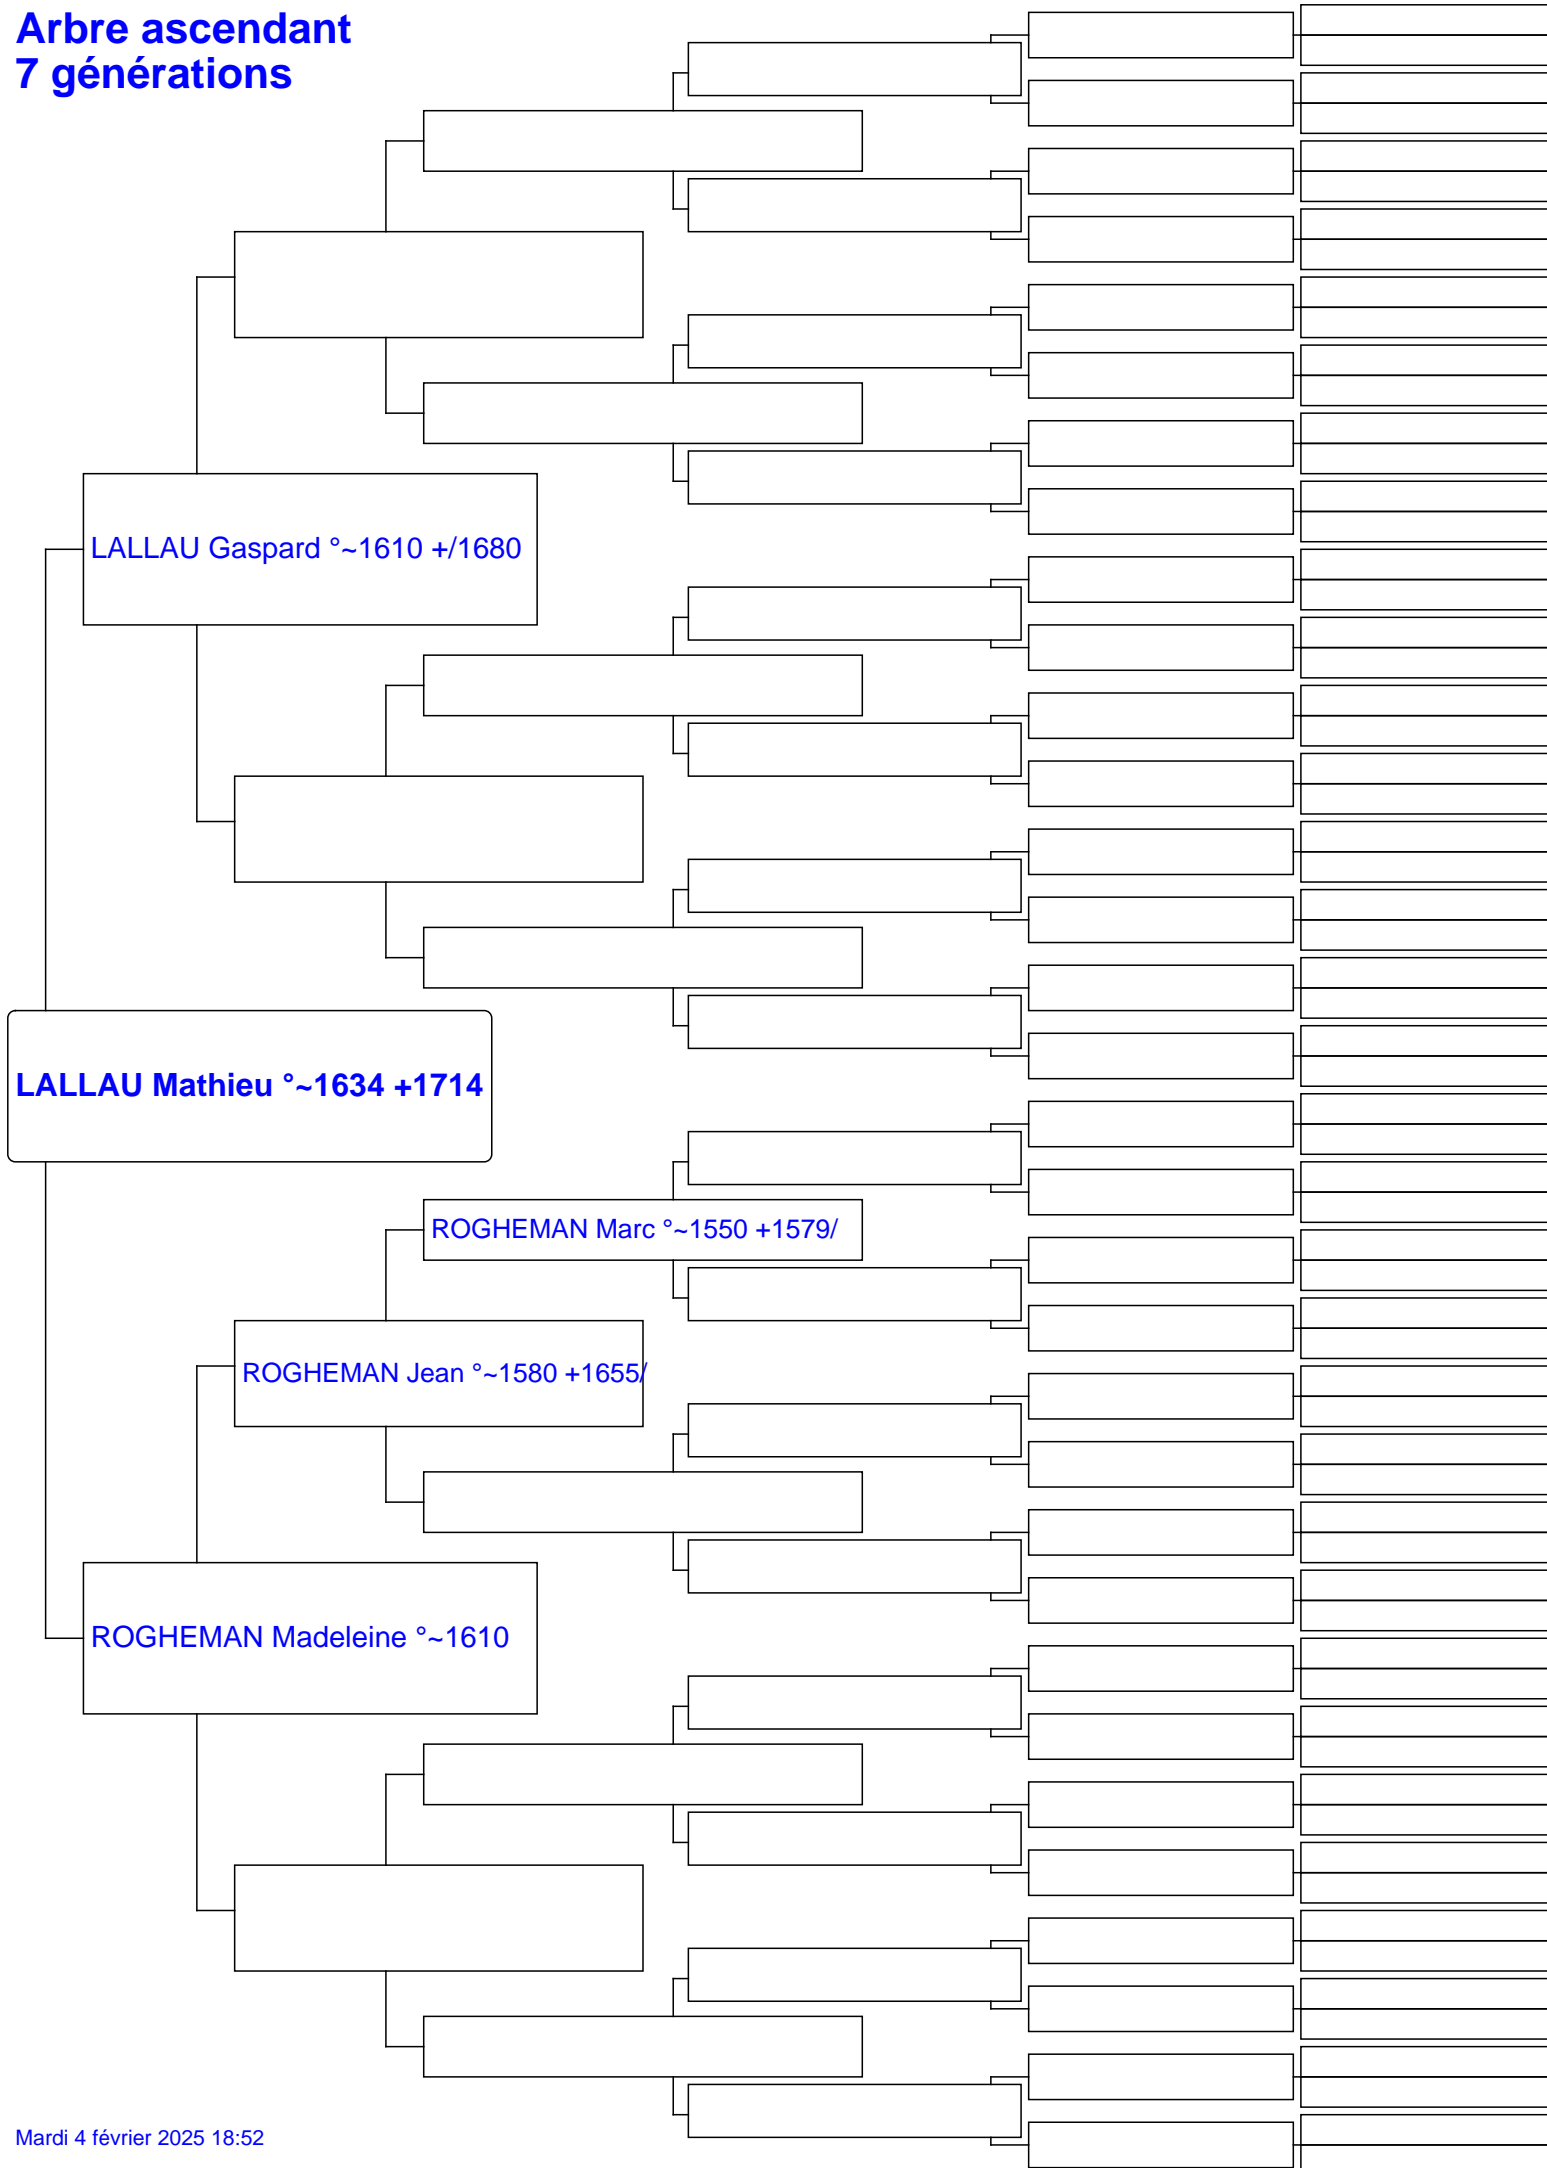 Arbre ascendant
7 générations
LALLAU Gaspard °~1610 +/1680
LALLAU Mathieu °~1634 +1714
ROGHEMAN Marc °~1550 +1579/
ROGHEMAN Jean °~1580 +1655/
ROGHEMAN Madeleine °~1610
Mardi 4 février 2025 18:52